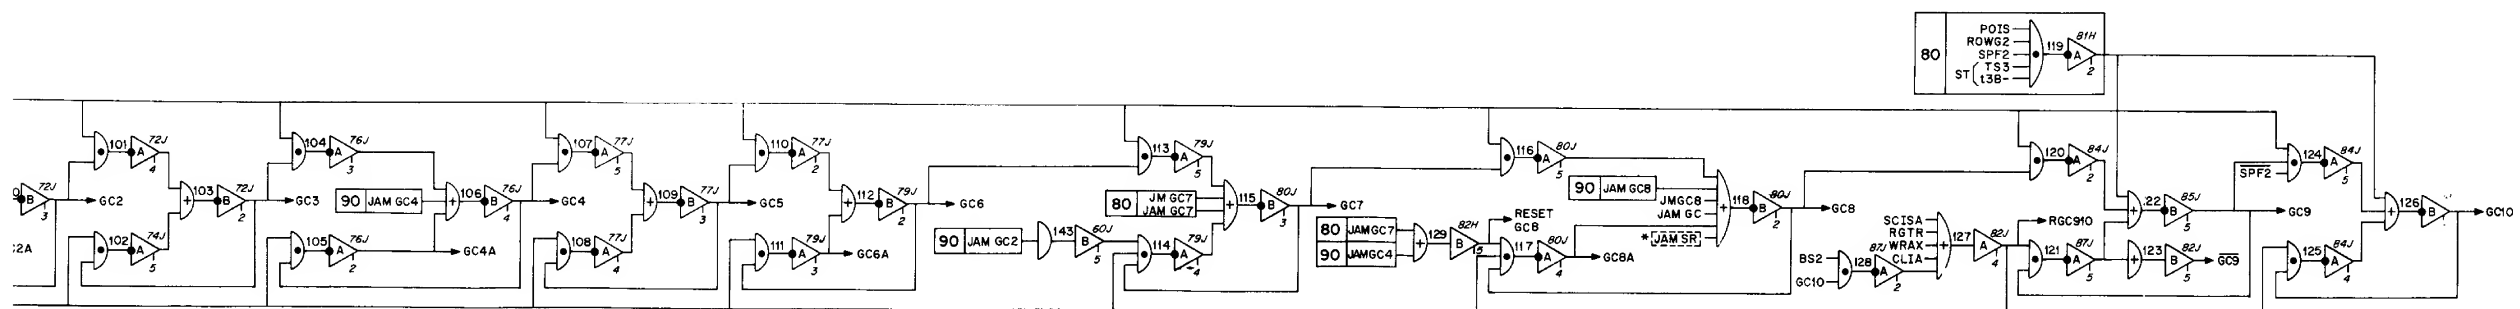 80
POIS
ROWG2
SPF2
ST ( TS3
t3B-
119
A
81H
2
B
72J
3
GC2
2A
101
A
72J
4
102
A
74J
5
103
B
72J
2
GC3
104
A
76J
3
90 JAM GC4
105
A
76J
2
GC4A
106
B
76J
4
GC4
107
A
77J
5
108
A
77J
4
109
B
77J
3
GC5
110
A
77J
2
111
A
79J
3
GC6A
112
B
79J
2
GC6
90 JAM GC2
143
B
60J
5
113
A
79J
5
80 JM GC7
JAM GC7
114
A
79J
4
115
B
80J
3
GC7
80 JAMGC7
90 JAMGC4
129
B
82H
15
RESET
GC8
116
A
80J
5
117
A
80J
4
GC8A
90 JAM GC8
JMGC8
JAM GC
* JAM SR
118
B
80J
2
GC8
BS2
GC10
128
A
87J
2
SCISA
RGTR
WRAX
CLIA
127
A
82J
4
RGC910
120
A
84J
2
121
A
87J
5
.22
B
85J
5
GC9
123
B
82J
5
G̅C̅9̅
S̅P̅F̅2̅
124
A
84J
5
125
A
84J
4
126
B
GC10